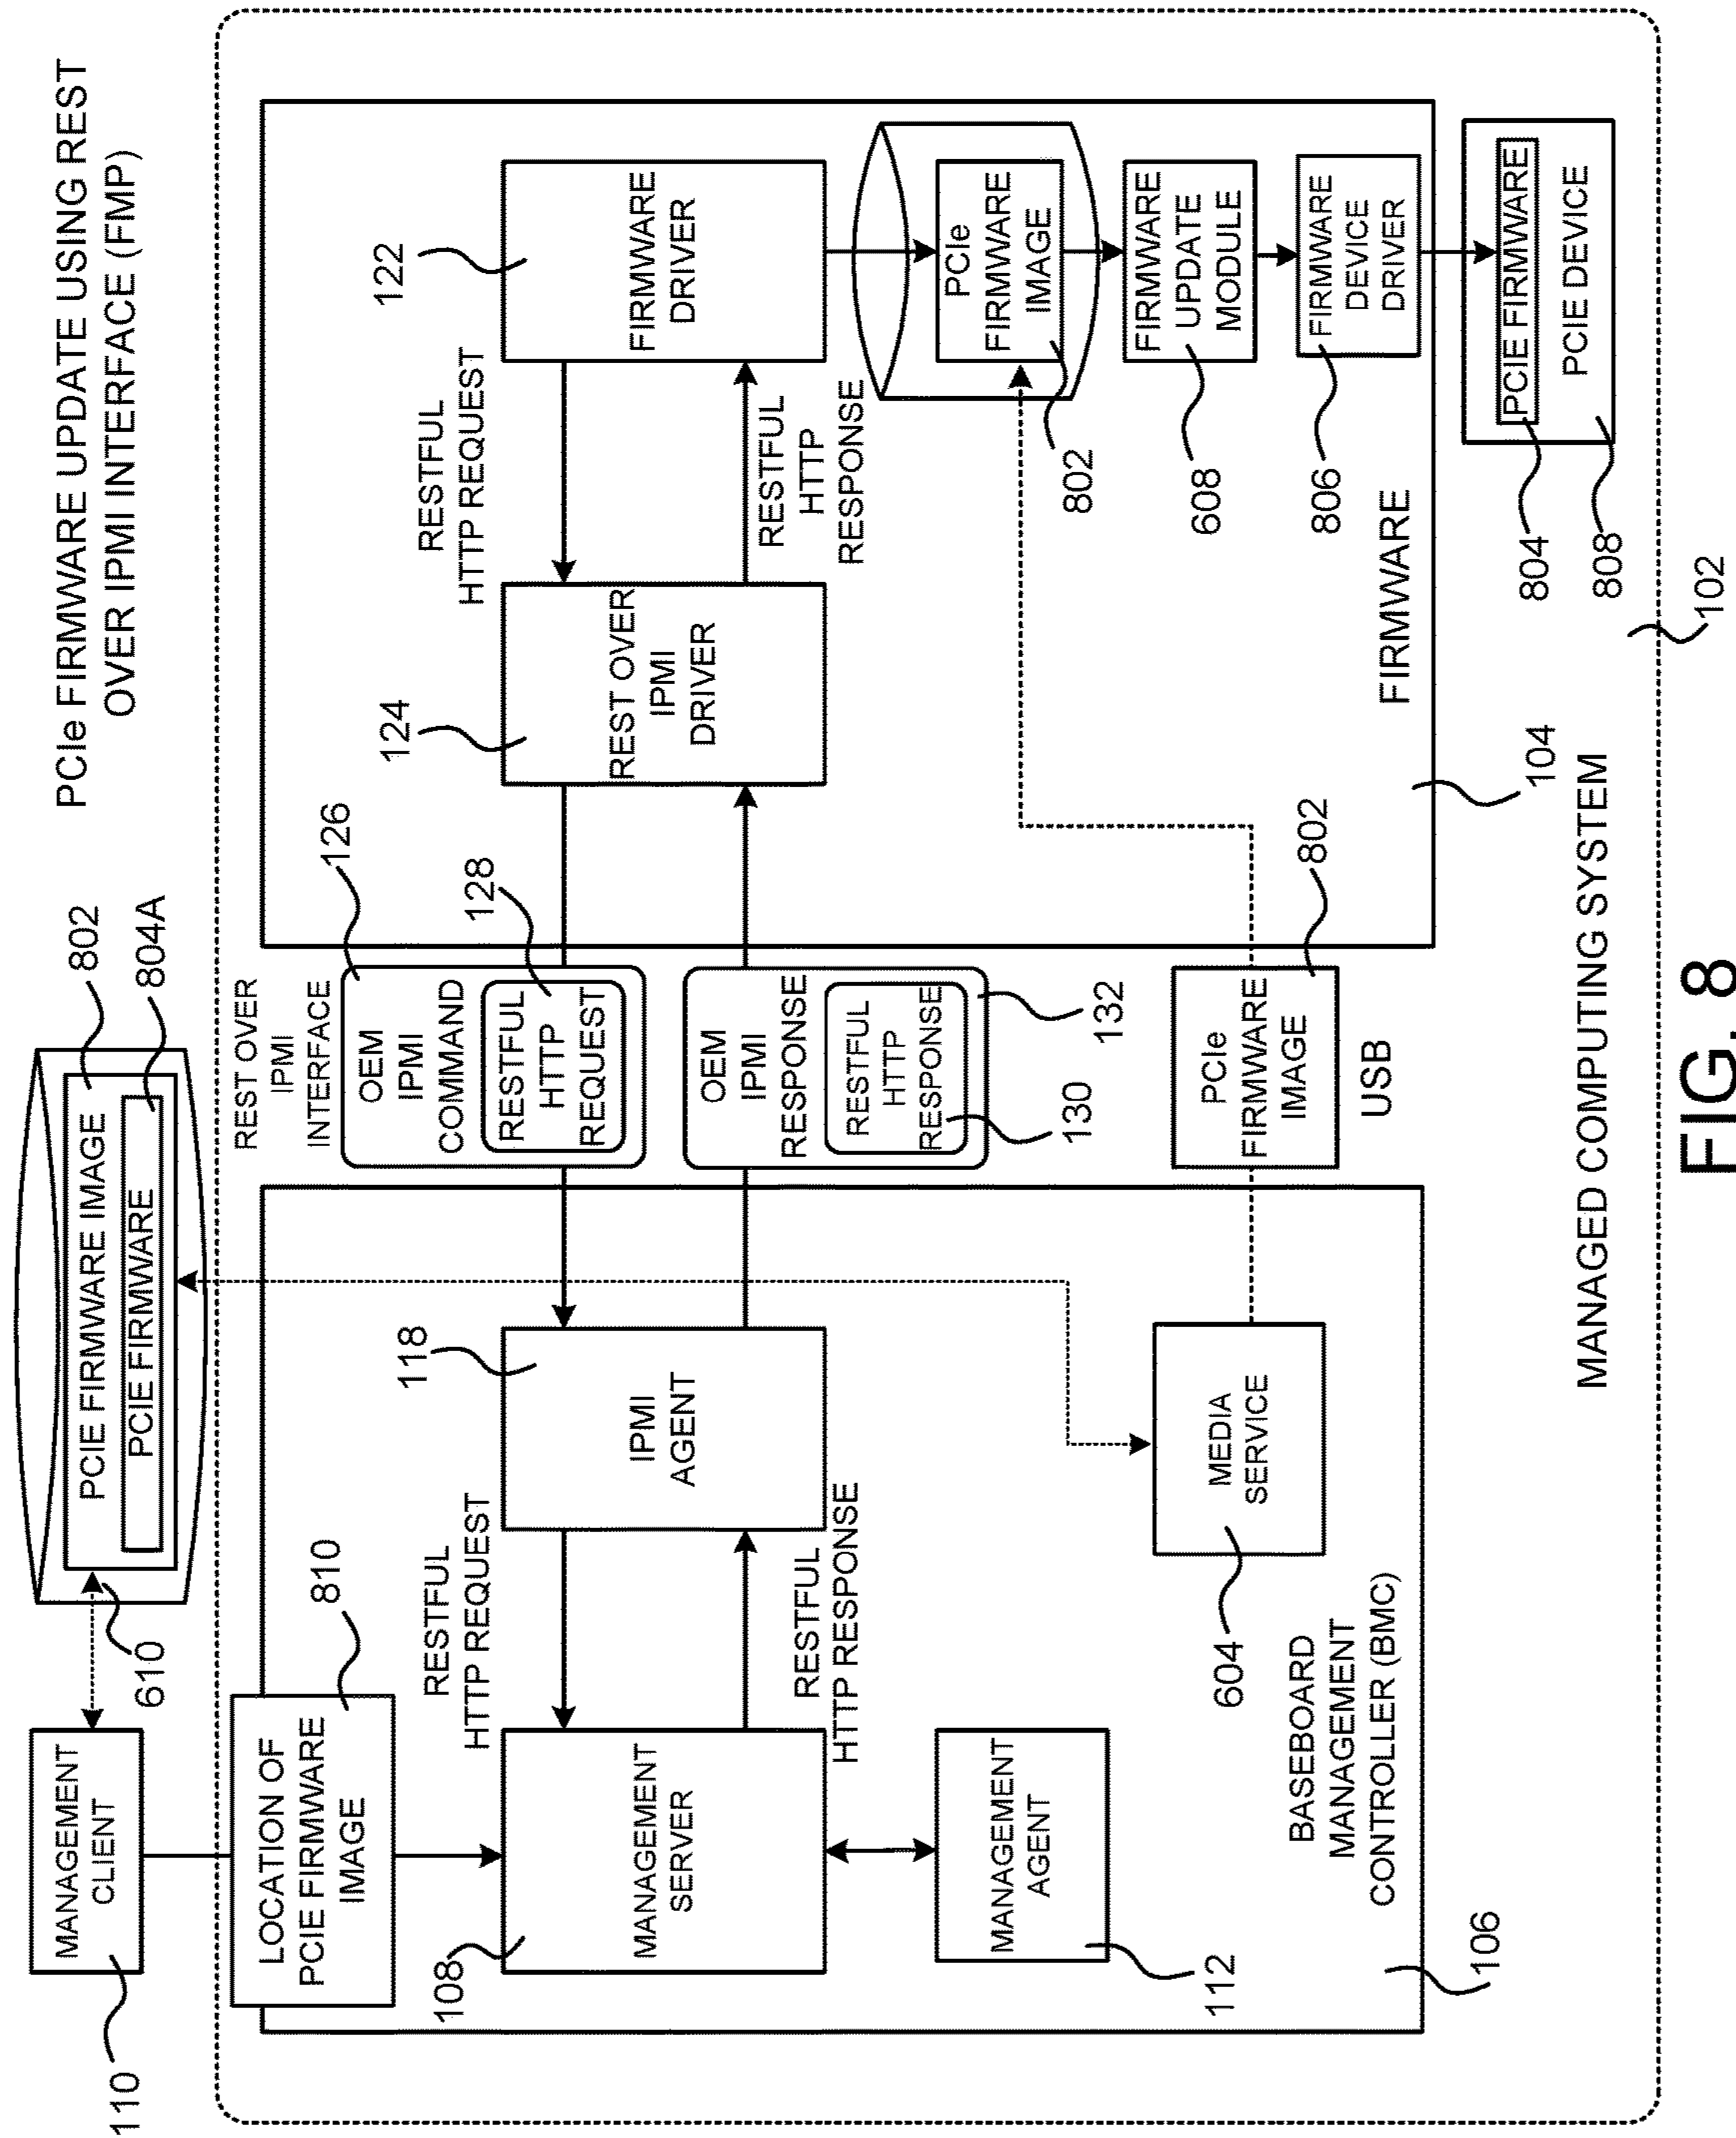 PCIe FIRMWARE UPDATE USING REST
OVER IPMI INTERFACE (FMP)
110
MANAGEMENT
CLIENT
610
PCIE FIRMWARE IMAGE
PCIE FIRMWARE
802
804A
LOCATION OF
PCIE FIRMWARE
IMAGE
810
108
MANAGEMENT
SERVER
RESTFUL
HTTP REQUEST
RESTFUL
HTTP RESPONSE
118
IPMI
AGENT
MANAGEMENT
AGENT
112
604
MEDIA
SERVICE
BASEBOARD
MANAGEMENT
CONTROLLER (BMC)
106
REST OVER
IPMI
INTERFACE
126
OEM
IPMI
COMMAND
128
RESTFUL
HTTP
REQUEST
OEM
IPMI
RESPONSE
132
RESTFUL
HTTP
RESPONSE
130
PCIe
FIRMWARE
IMAGE
802
USB
124
REST OVER
IPMI
DRIVER
RESTFUL
HTTP REQUEST
RESTFUL
HTTP
RESPONSE
122
FIRMWARE
DRIVER
PCIe
FIRMWARE
IMAGE
802
FIRMWARE
UPDATE
MODULE
608
FIRMWARE
DEVICE
DRIVER
806
FIRMWARE
104
PCIE FIRMWARE
804
PCIE DEVICE
808
MANAGED COMPUTING SYSTEM
102
FIG. 8